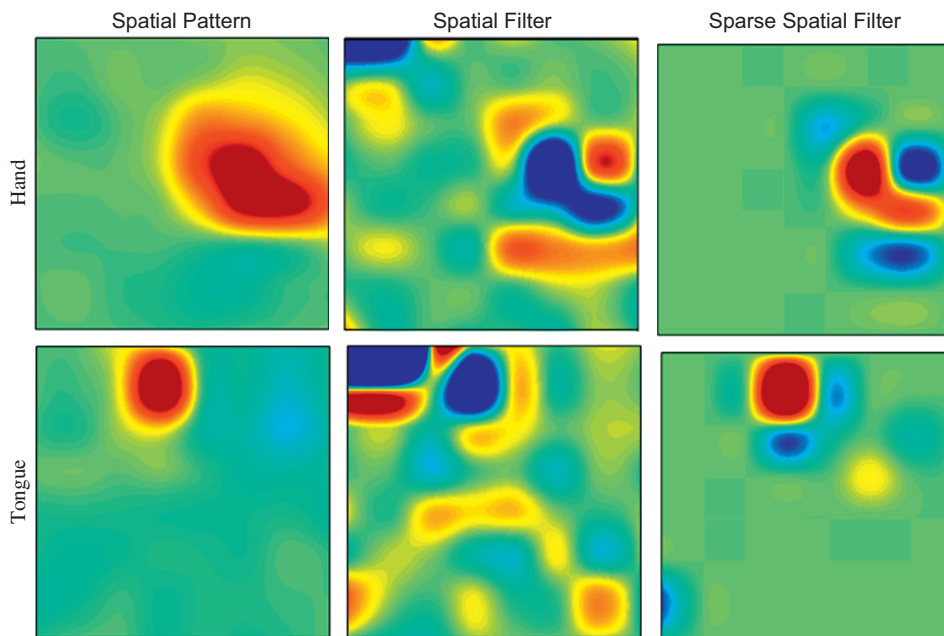 Spatial Pattern
Spatial Filter
Sparse Spatial Filter
Hand
Tongue